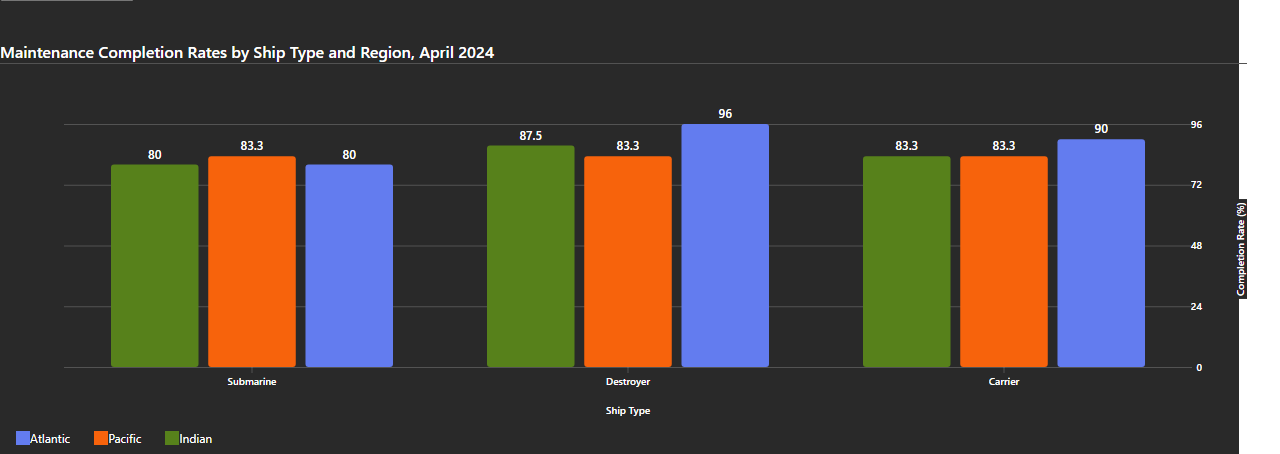 Maintenance Completion Rates by Ship Type and Region, April 2024
80
83.3
80
87.5
83.3
96
83.3
83.3
90
96
72
48
24
0
Completion Rate (%)
Submarine
Destroyer
Carrier
Ship Type
Atlantic
Pacific
Indian